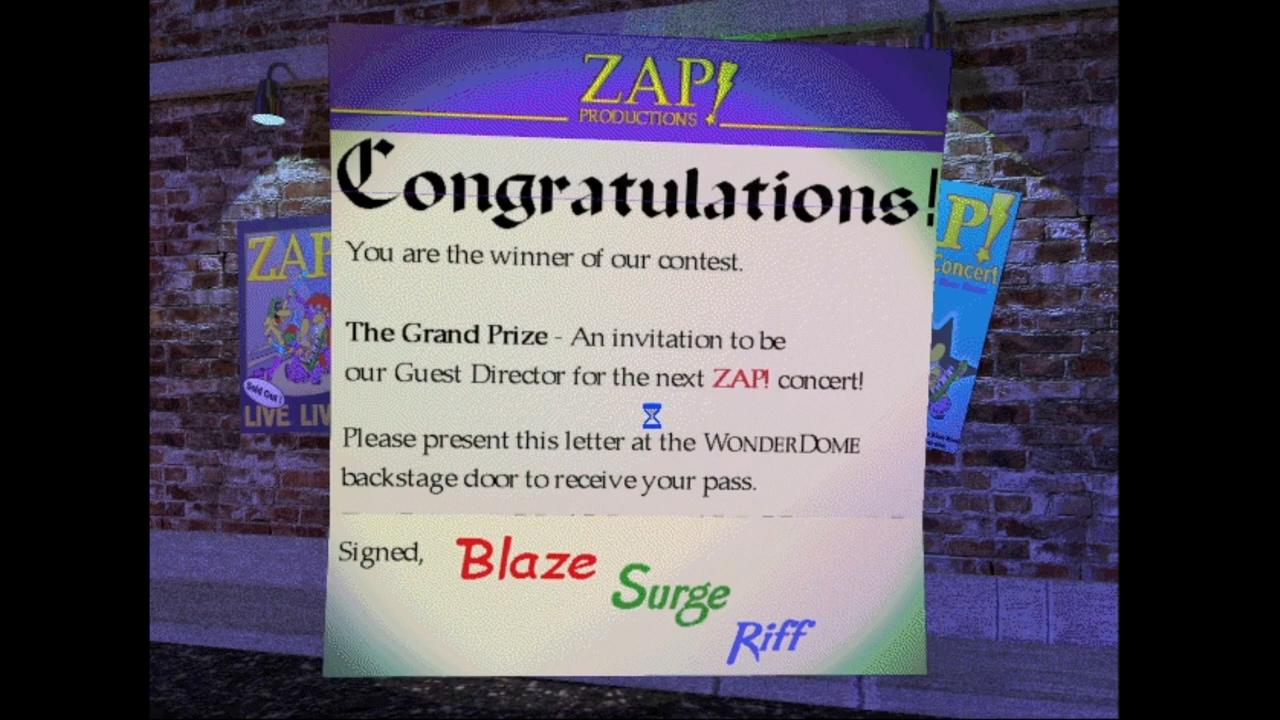 ZAP!
PRODUCTIONS
Congratulations!
You are the winner of our contest.
The Grand Prize - An invitation to be
our Guest Director for the next ZAP! concert!
Please present this letter at the WONDERDOME
backstage door to receive your pass.
Signed, Blaze
Surge
Riff
ZAP
Sold Out!
LIVE LIV
P!
Concert